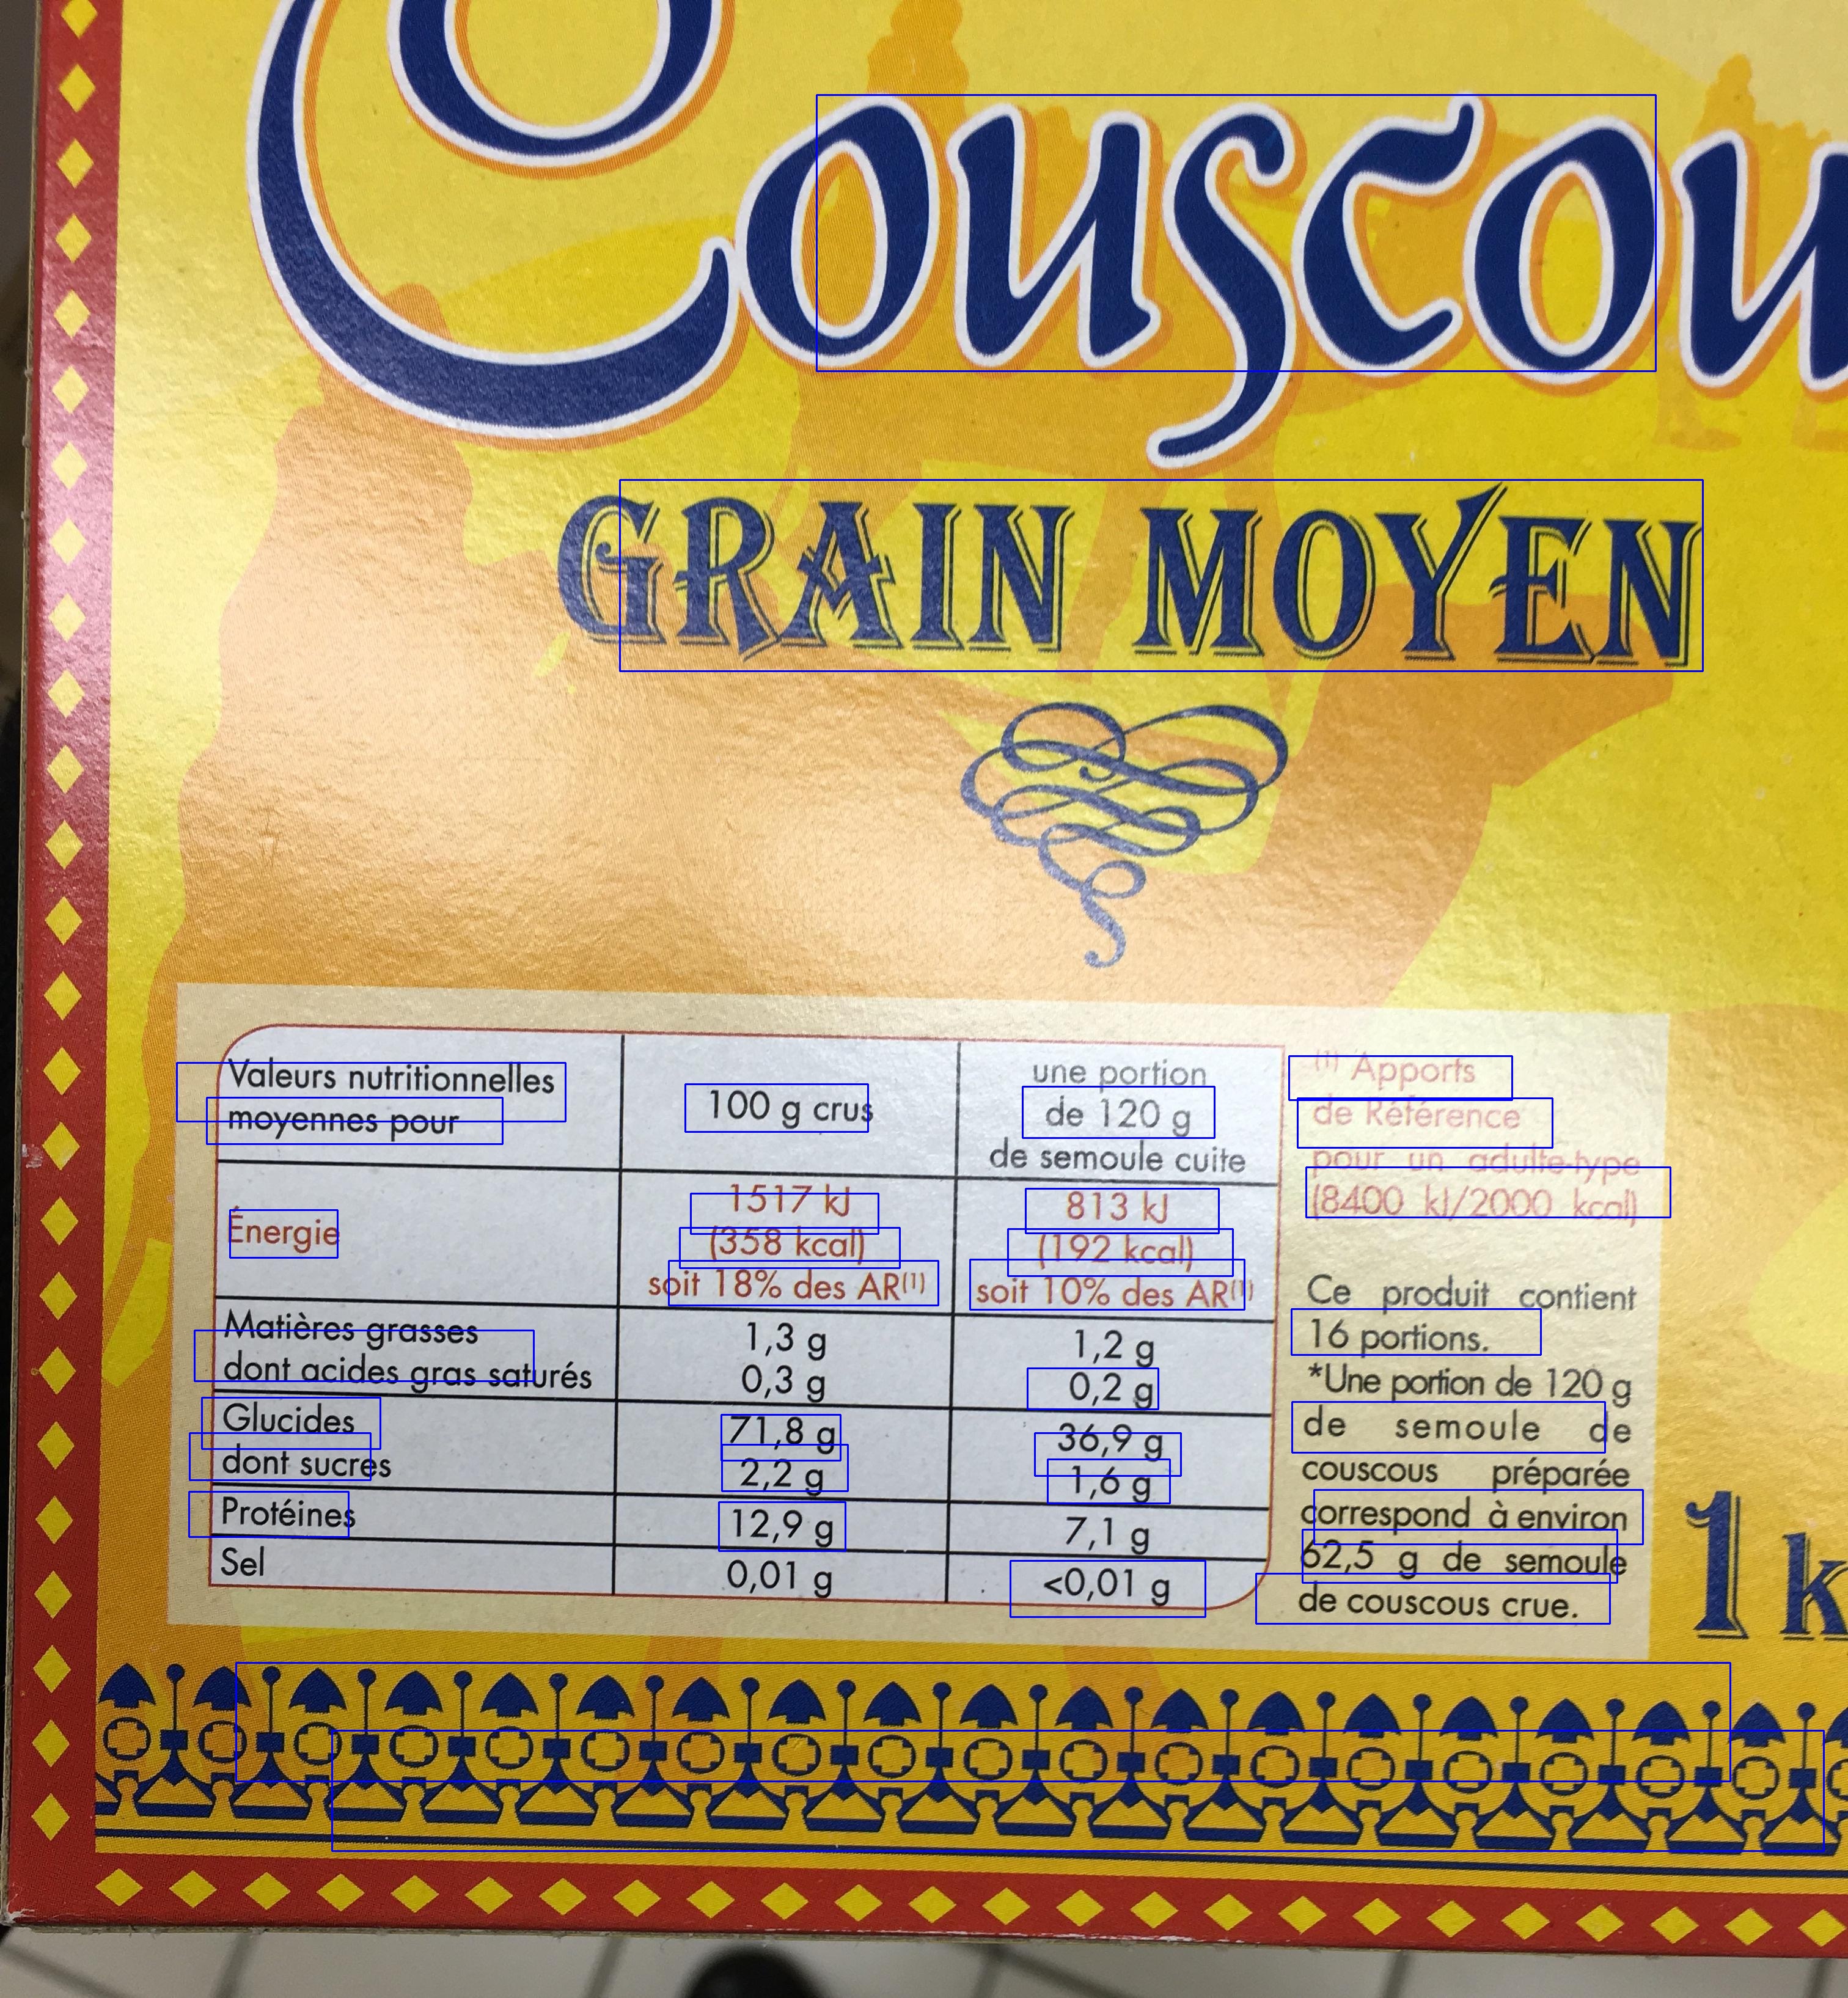 Couscou
GRAIN MOYEN
Valeurs nutritionnelles
moyennes pour
100 g crus
une portion
de 120 g
de semoule cuite
Énergie
1517 kJ
(358 kcal)
soit 18% des AR(1)
813 kJ
(192 kcal)
soit 10% des AR(1)
Matières grasses
1,3 g
1,2 g
dont acides gras saturés
0,3 g
0,2 g
Glucides
71,8 g
36,9 g
dont sucres
2,2 g
1,6 g
Protéines
12,9 g
7,1 g
Sel
0,01 g
<0,01 g
(1) Apports
de Référence
pour un adulte-type
(8400 kJ/2000 kcal)
Ce produit contient
16 portions.
*Une portion de 120 g
de semoule de
couscous préparée
correspond à environ
62,5 g de semoule
de couscous crue.
1 k